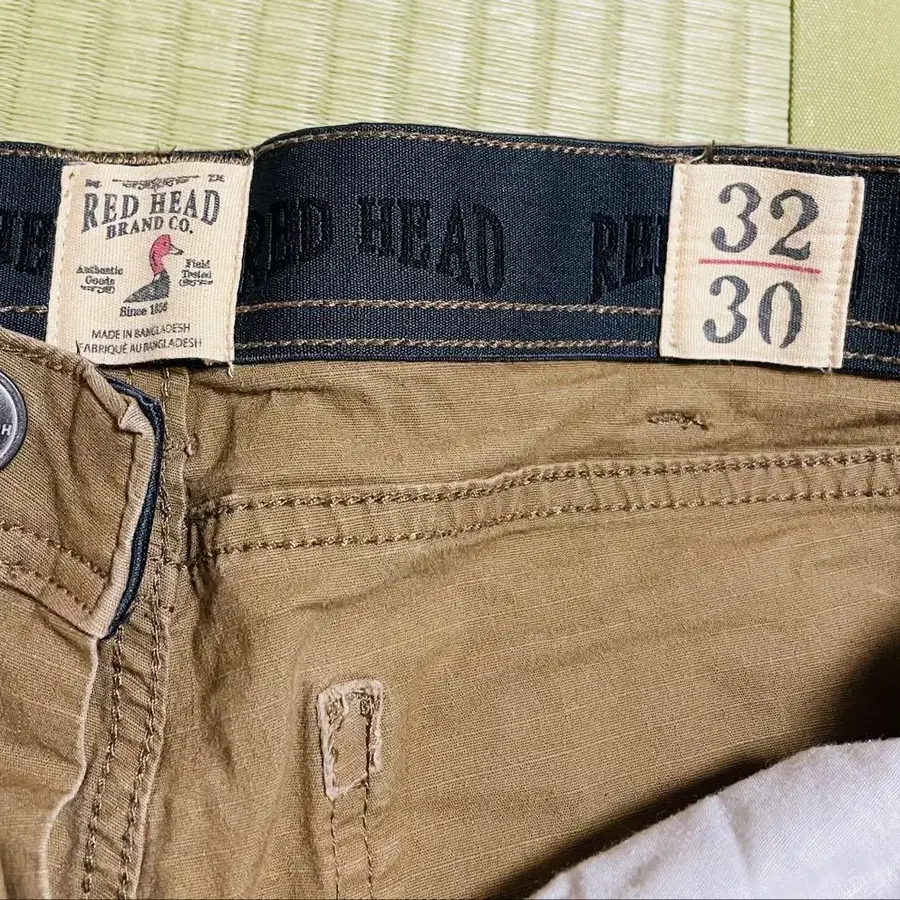 RED HEAD
BRAND CO.
Authentic
Goods
Field
Tested
Since 1856
MADE IN BANGLADESH
FABRIQUÉ AU BANGLADESH
RED HEAD
32
30